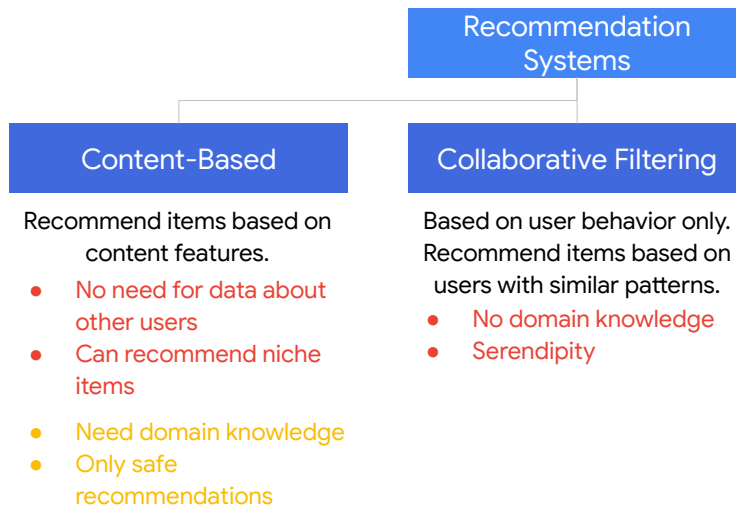 Recommendation
Systems
Content-Based
Recommend items based on
content features.
● No need for data about
other users
● Can recommend niche
items
● Need domain knowledge
● Only safe
recommendations
Collaborative Filtering
Based on user behavior only.
Recommend items based on
users with similar patterns.
● No domain knowledge
● Serendipity